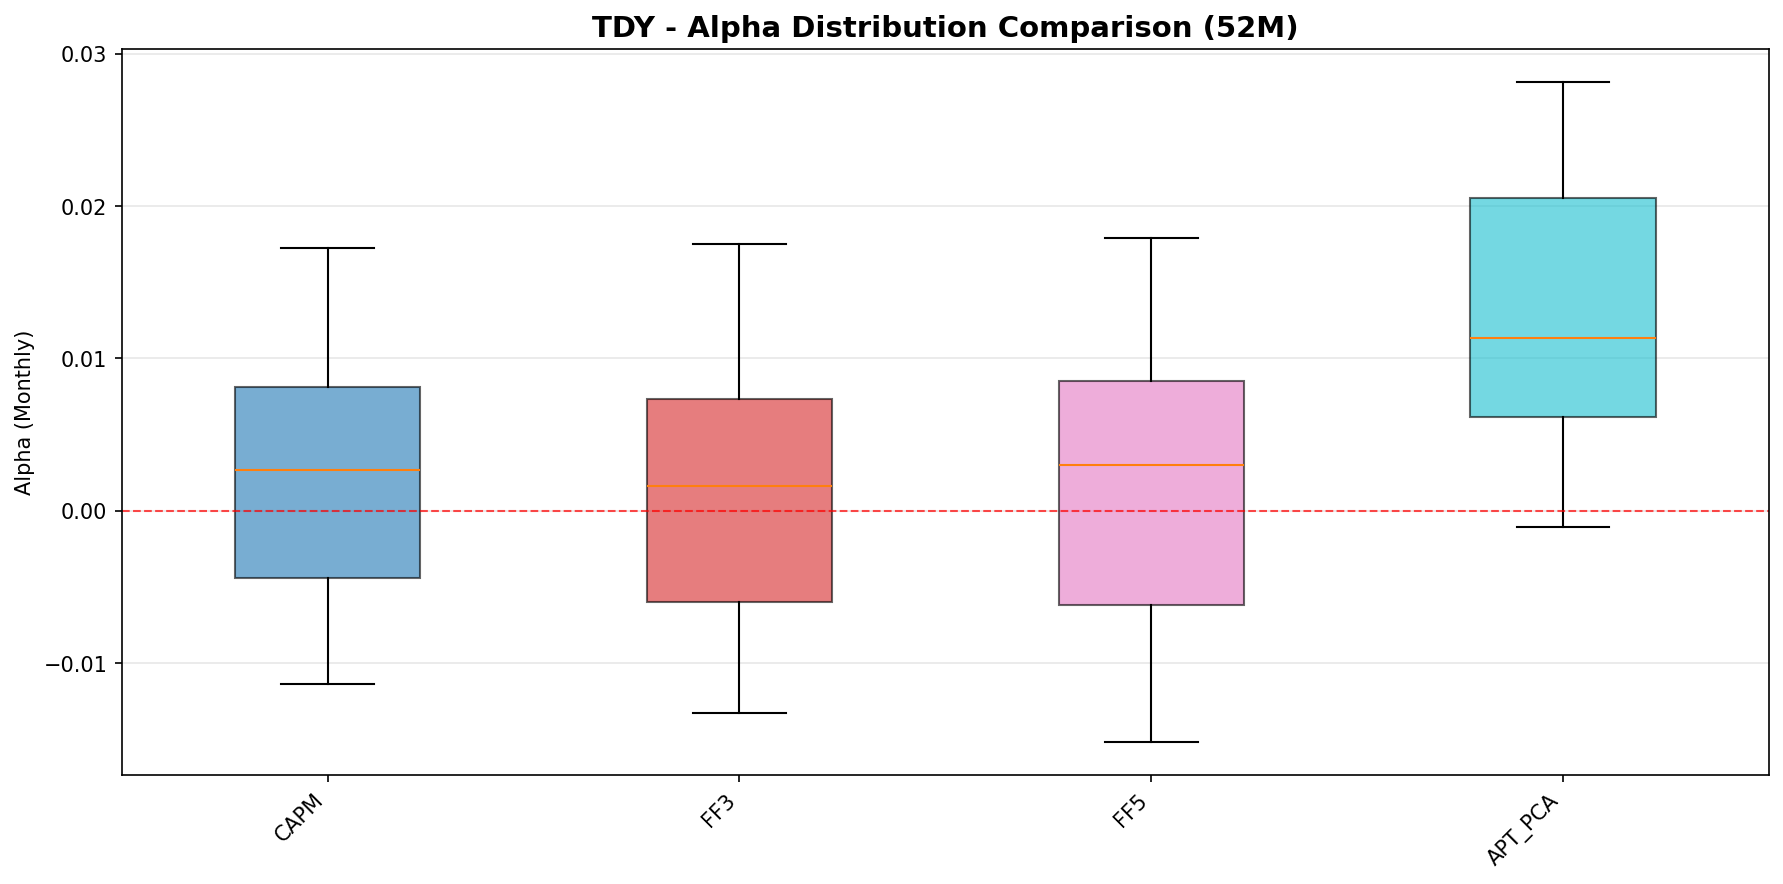 TDY - Alpha Distribution Comparison (52M)
Alpha (Monthly)
0.03
0.02
0.01
0.00
−0.01
CAPM
FF3
FF5
APT_PCA